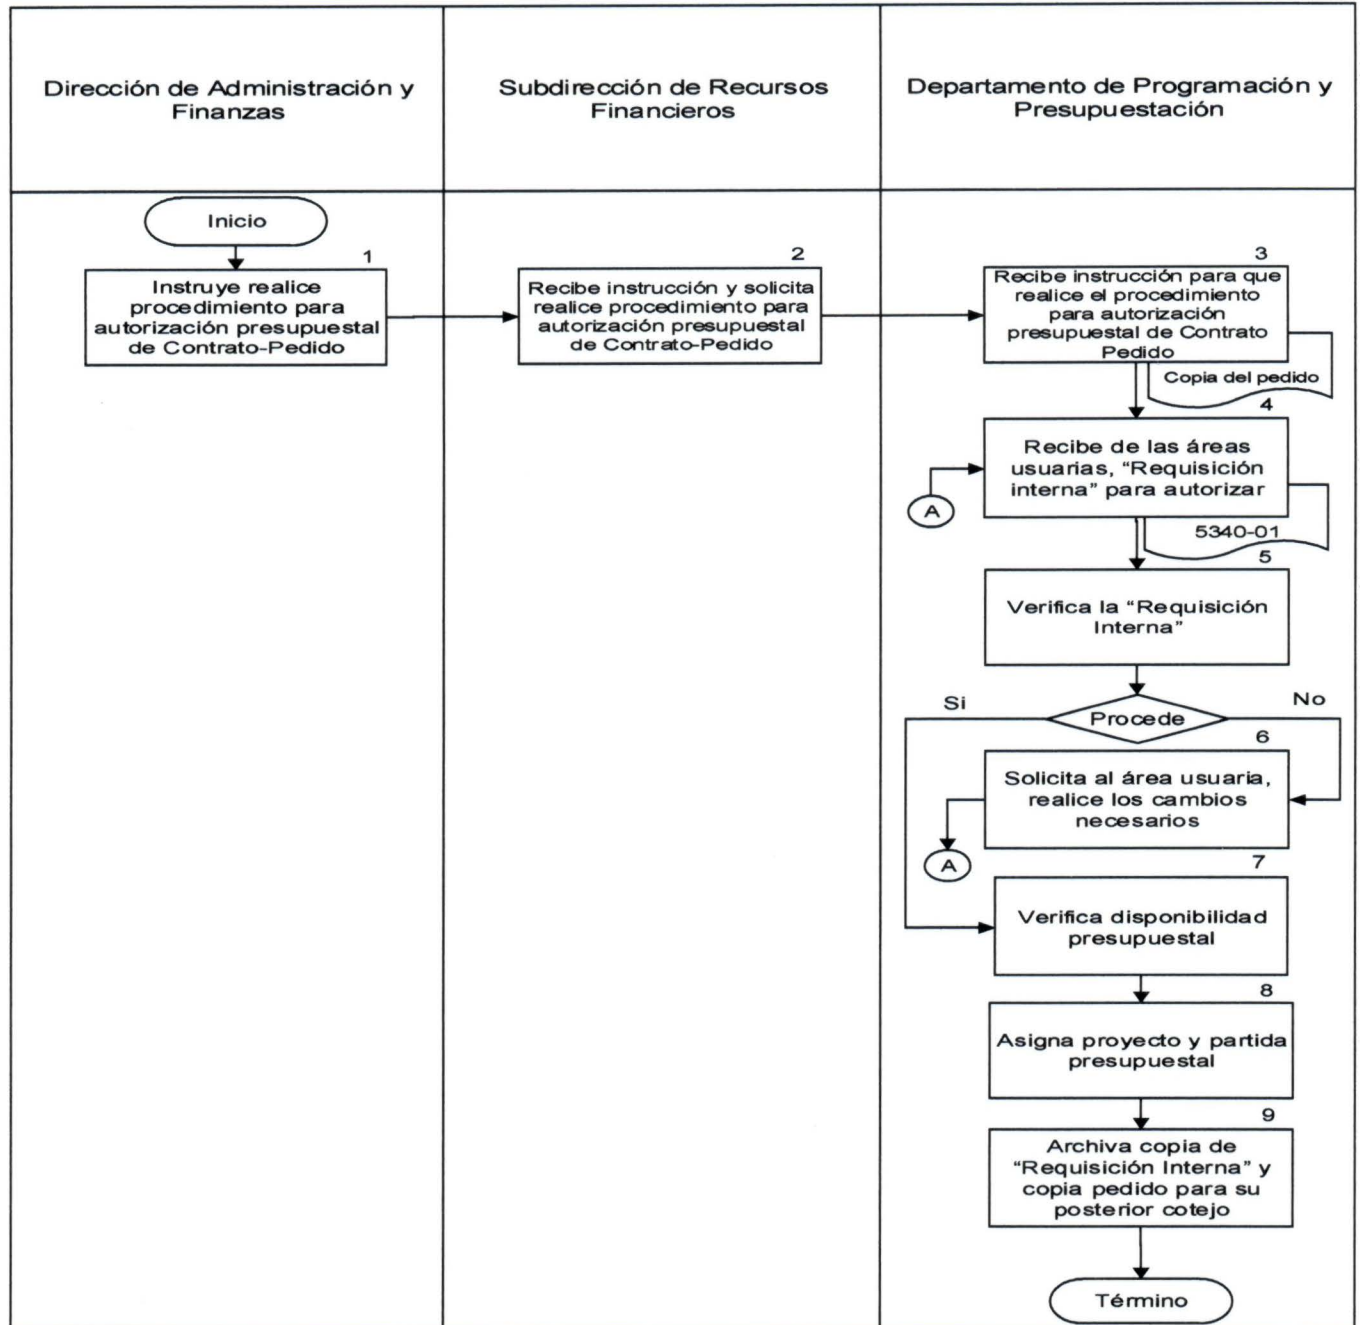 Dirección de Administración y
Finanzas
Subdirección de Recursos
Financieros
Departamento de Programación y
Presupuestación
Inicio
1
Instruye realice
procedimiento para
autorización presupuestal
de Contrato-Pedido
2
Recibe instrucción y solicita
realice procedimiento para
autorización presupuestal
de Contrato-Pedido
3
Recibe instrucción para que
realice el procedimiento
para autorización
presupuestal de Contrato
Pedido
Copia del pedido
4
Recibe de las áreas
usuarias, “Requisición
interna” para autorizar
A
5340-01
5
Verifica la “Requisición
Interna”
Si
Procede
No
6
Solicita al área usuaria,
realice los cambios
necesarios
A
7
Verifica disponibilidad
presupuestal
8
Asigna proyecto y partida
presupuestal
9
Archiva copia de
“Requisición Interna” y
copia pedido para su
posterior cotejo
Término